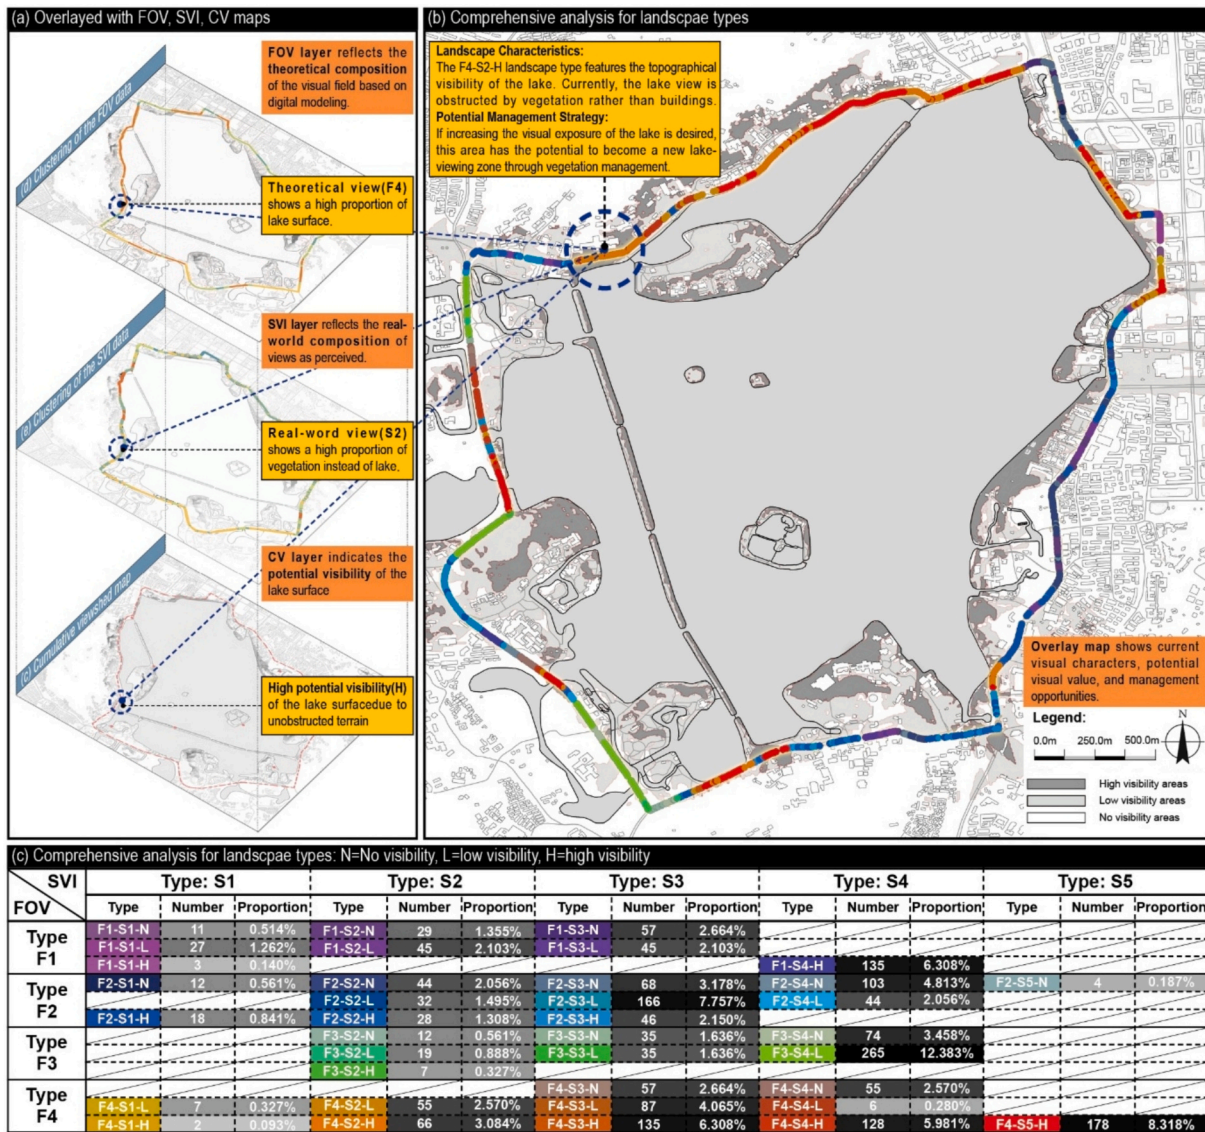 (a) Overlayed with FOV, SVI, CV maps
FOV layer reflects the
theoretical composition
of the visual field based on
digital modeling.
(d) Clustering of the FOV data
Theoretical view(F4)
shows a high proportion of
lake surface.
SVI layer reflects the real-
world composition of
views as perceived.
(e) Clustering of the SVI data
Real-word view(S2)
shows a high proportion of
vegetation instead of lake.
CV layer indicates the
potential visibility of the
lake surface
(c) Cumulative viewshed map
High potential visibility(H)
of the lake surfacedue to
unobstructed terrain
(b) Comprehensive analysis for landscpae types
Landscape Characteristics:
The F4-S2-H landscape type features the topographical
visibility of the lake. Currently, the lake view is
obstructed by vegetation rather than buildings.
Potential Management Strategy:
If increasing the visual exposure of the lake is desired,
this area has the potential to become a new lake-
viewing zone through vegetation management.
Overlay map shows current
visual characters, potential
visual value, and management
opportunities.
Legend:
N
0.0m 250.0m 500.0m
High visibility areas
Low visibility areas
No visibility areas
(c) Comprehensive analysis for landscpae types: N=No visibility, L=low visibility, H=high visibility
SVI Type: S1 Type: S2 Type: S3 Type: S4 Type: S5
FOV Type Number Proportion Type Number Proportion Type Number Proportion Type Number Proportion Type Number Proportion
Type F1
F1-S1-N 11 0.514% F1-S2-N 29 1.355% F1-S3-N 57 2.664%
F1-S1-L 27 1.262% F1-S2-L 45 2.103% F1-S3-L 45 2.103%
F1-S1-H 3 0.140% F1-S4-H 135 6.308%
Type F2
F2-S1-N 12 0.561% F2-S2-N 44 2.056% F2-S3-N 68 3.178% F2-S4-N 103 4.813% F2-S5-N 4 0.187%
F2-S2-L 32 1.495% F2-S3-L 166 7.757% F2-S4-L 44 2.056%
F2-S1-H 18 0.841% F2-S2-H 28 1.308% F2-S3-H 46 2.150%
Type F3
F3-S2-N 12 0.561% F3-S3-N 35 1.636% F3-S4-N 74 3.458%
F3-S2-L 19 0.888% F3-S3-L 35 1.636% F3-S4-L 265 12.383%
F3-S2-H 7 0.327%
Type F4
F4-S3-N 57 2.664% F4-S4-N 55 2.570%
F4-S1-L 7 0.327% F4-S2-L 55 2.570% F4-S3-L 87 4.065% F4-S4-L 6 0.280%
F4-S1-H 2 0.093% F4-S2-H 66 3.084% F4-S3-H 135 6.308% F4-S4-H 128 5.981% F4-S5-H 178 8.318%